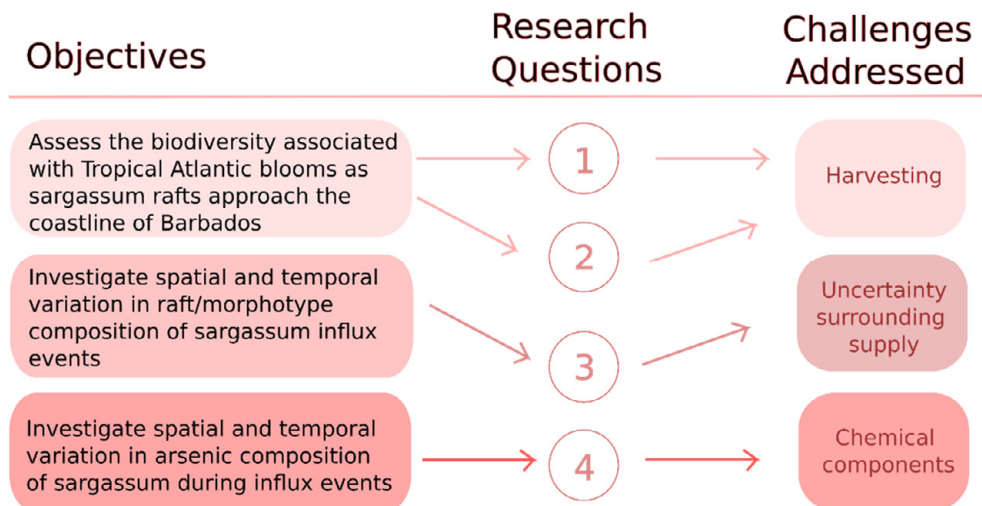 Objectives
Research
Questions
Challenges
Addressed
Assess the biodiversity associated
with Tropical Atlantic blooms as
sargassum rafts approach the
coastline of Barbados
1
Harvesting
2
Investigate spatial and temporal
variation in raft/morphotype
composition of sargassum influx
events
3
Uncertainty
surrounding
supply
Investigate spatial and temporal
variation in arsenic composition
of sargassum during influx events
4
Chemical
components